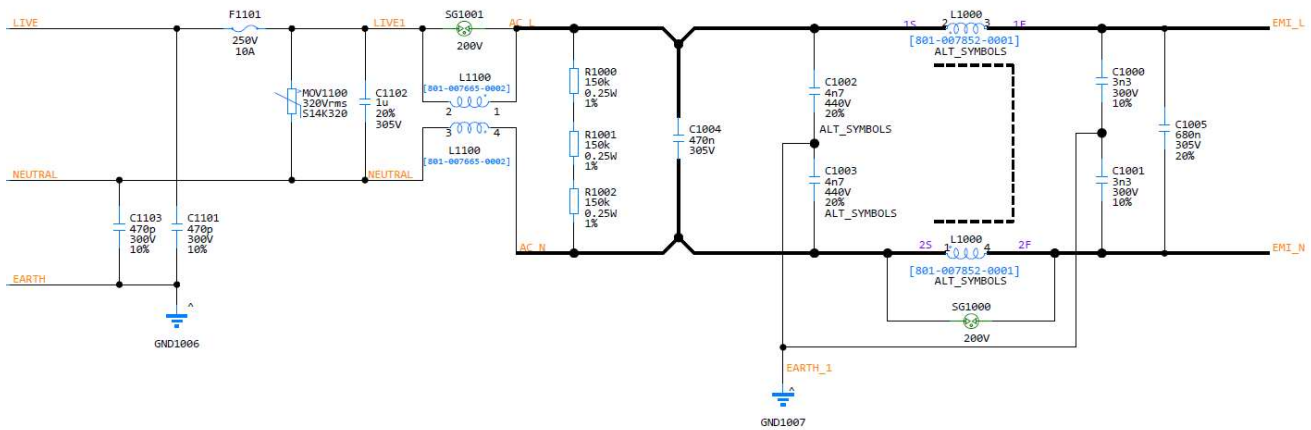 LIVE
F1101
250V
10A
LIVE1
SG1001
200V
AC_L
L1000
1S
2
3
1F
[801-007852-0001]
ALT_SYMBOLS
EMI_L
MOV1100
320Vrms
S14K320
C1102
1u
20%
305V
L1100
[801-007665-0002]
2
1
3
4
L1100
[801-007665-0002]
R1000
150k
0.25W
1%
R1001
150k
0.25W
1%
R1002
150k
0.25W
1%
C1004
470n
305V
C1002
4n7
440V
20%
ALT_SYMBOLS
C1003
4n7
440V
20%
ALT_SYMBOLS
C1000
3n3
300V
10%
C1001
3n3
300V
10%
C1005
680n
305V
20%
NEUTRAL
NEUTRAL
C1103
470p
300V
10%
C1101
470p
300V
10%
AC_N
L1000
2S
1
4
2F
[801-007852-0001]
ALT_SYMBOLS
EMI_N
SG1000
200V
EARTH
GND1006
EARTH_1
GND1007